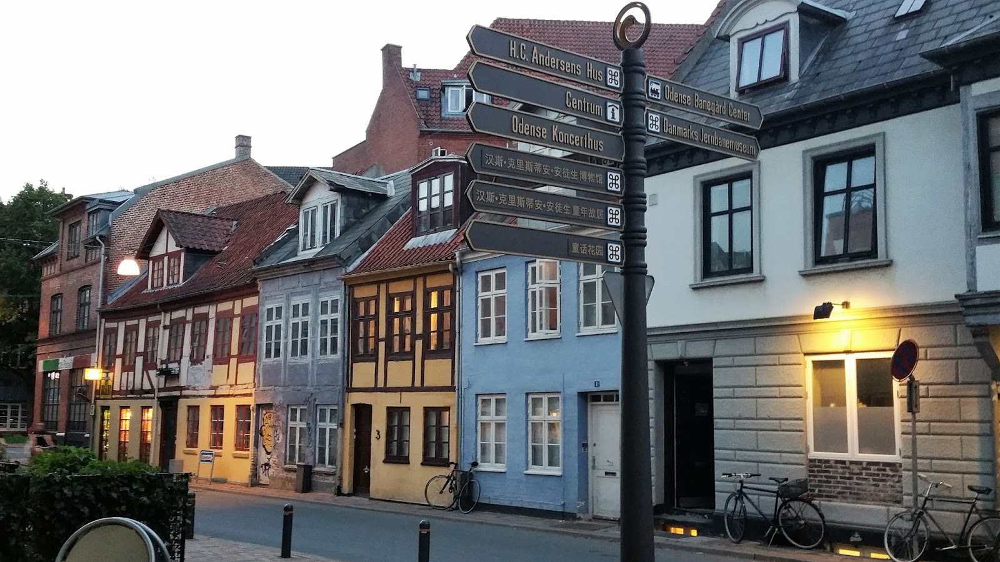 H.C. Andersens Hus
Centrum
Odense Koncerthus
汉斯•克里斯蒂安•安徒生博物馆
汉斯•克里斯蒂安•安徒生童年故居
童话花园
Odense Banegård Center
Danmarks Jernbanemuseum
1
3